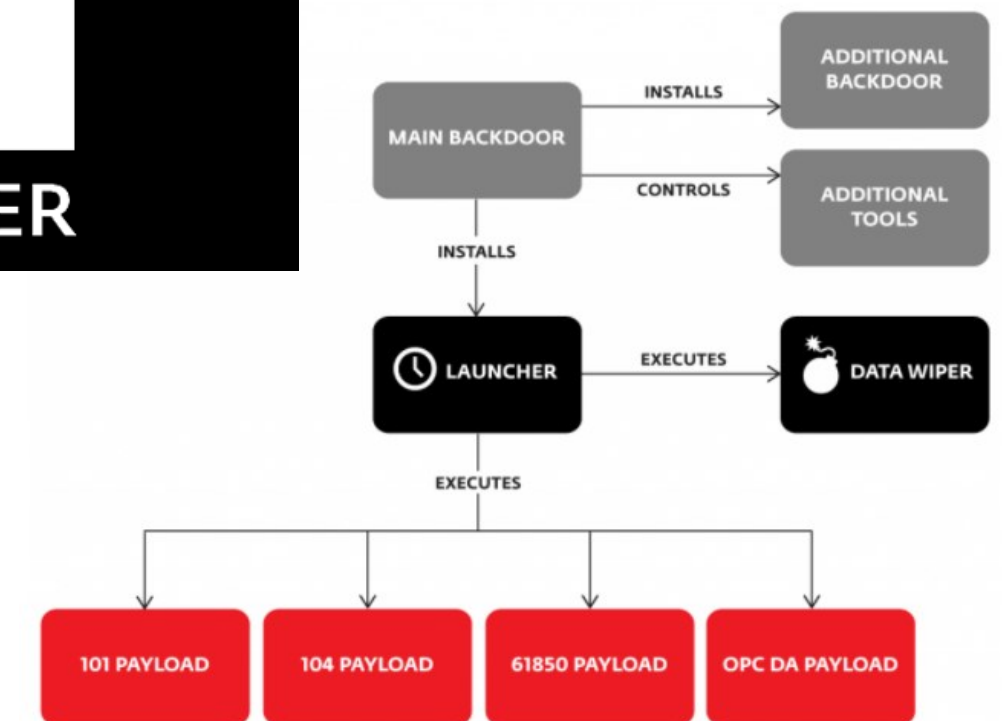 ER
MAIN BACKDOOR
INSTALLS
ADDITIONAL
BACKDOOR
CONTROLS
ADDITIONAL
TOOLS
INSTALLS
LAUNCHER
EXECUTES
DATA WIPER
EXECUTES
101 PAYLOAD
104 PAYLOAD
61850 PAYLOAD
OPC DA PAYLOAD